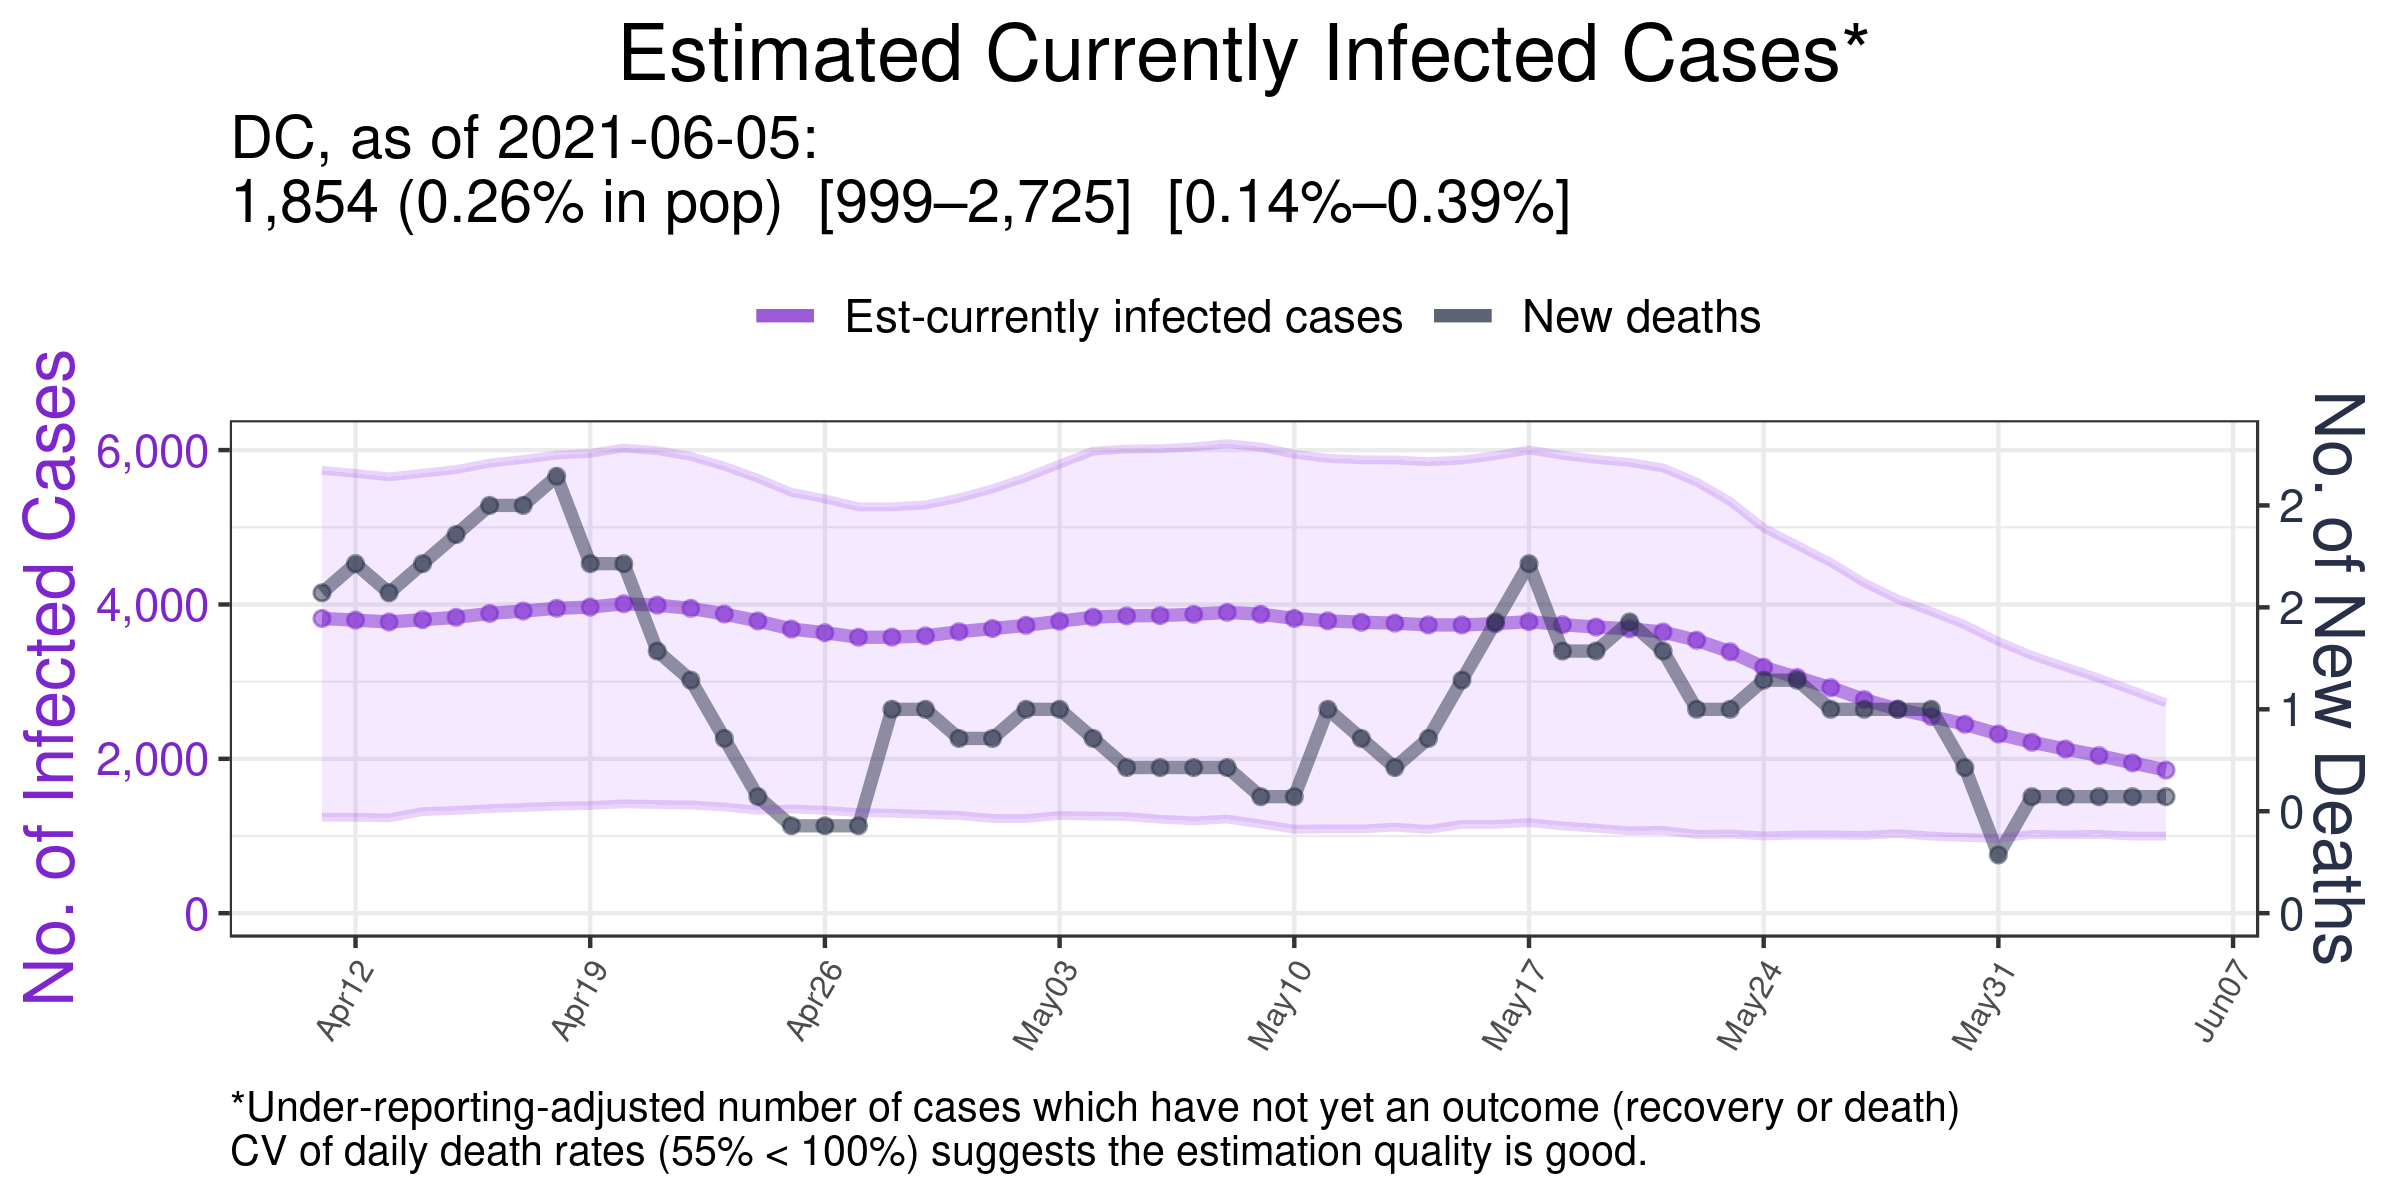 Estimated Currently Infected Cases*
DC, as of 2021-06-05:
1,854 (0.26% in pop)  [999–2,725]  [0.14%–0.39%]
Est-currently infected cases
New deaths
No. of Infected Cases
6,000
4,000
2,000
0
2
2
1
0
0
No. of New Deaths
Apr12
Apr19
Apr26
May03
May10
May17
May24
May31
Jun07
*Under-reporting-adjusted number of cases which have not yet an outcome (recovery or death)
CV of daily death rates (55% < 100%) suggests the estimation quality is good.